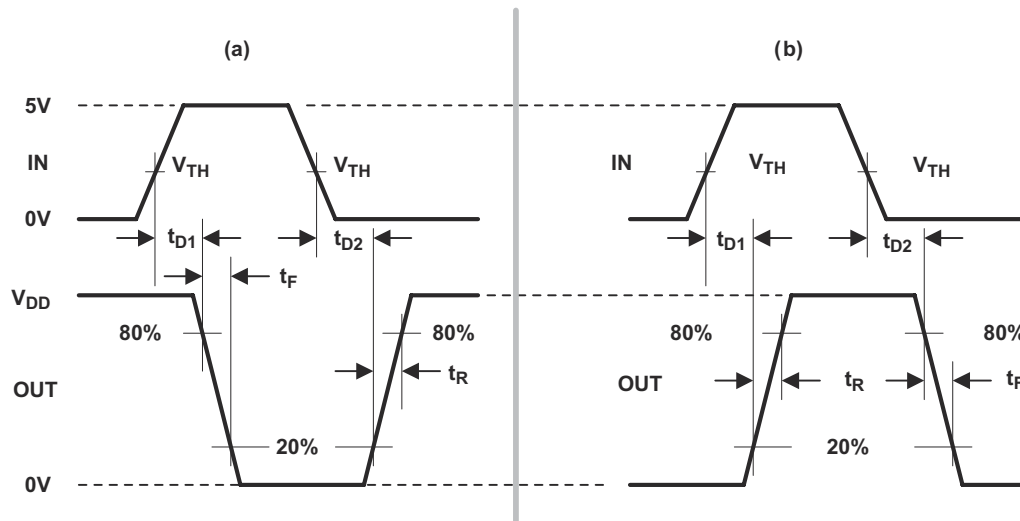 (a)
5V
IN
V_TH
V_TH
0V
t_D1
t_D2
t_F
V_DD
80%
80%
t_R
OUT
20%
0V
(b)
IN
V_TH
V_TH
t_D1
t_D2
80%
80%
OUT
t_R
t_F
20%